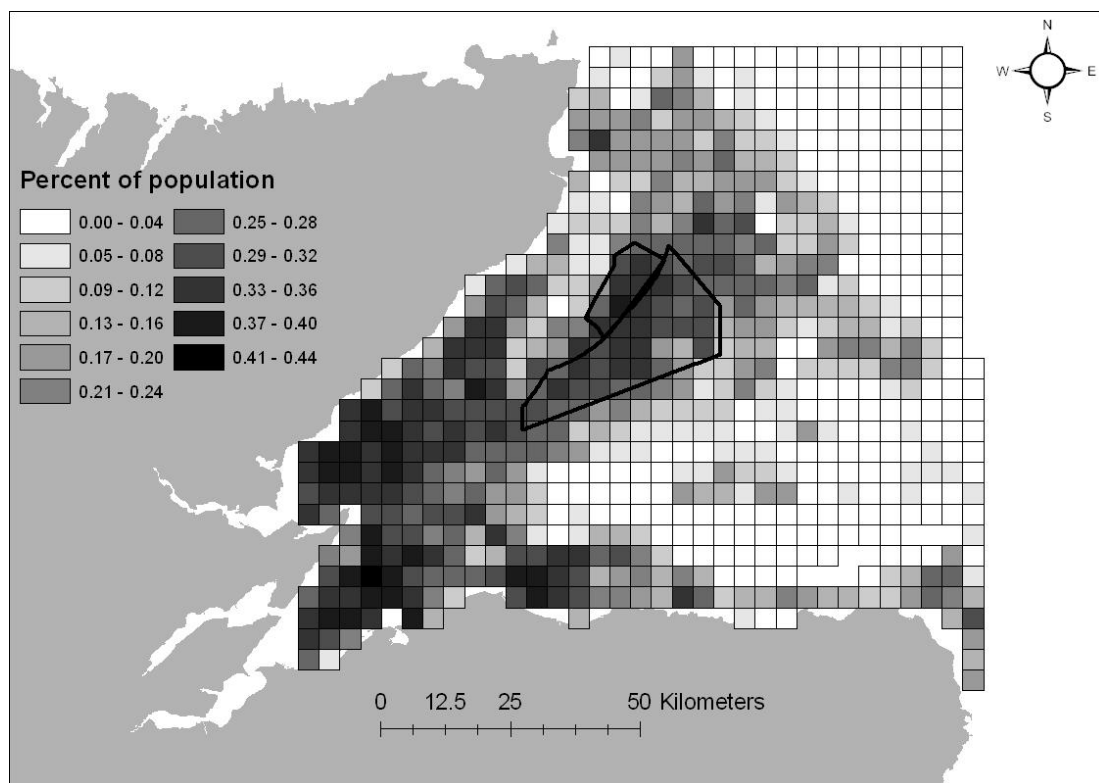 N
W E
S
Percent of population
0.00 - 0.04 0.25 - 0.28
0.05 - 0.08 0.29 - 0.32
0.09 - 0.12 0.33 - 0.36
0.13 - 0.16 0.37 - 0.40
0.17 - 0.20 0.41 - 0.44
0.21 - 0.24
0 12.5 25 50 Kilometers